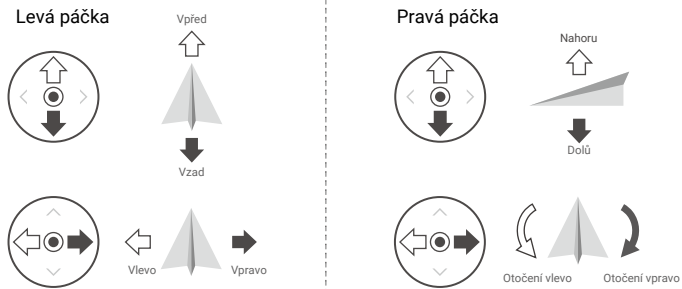 Levá páčka
Vpřed
Vzad
Vlevo
Vpravo
Pravá páčka
Nahoru
Dolů
Otočení vlevo
Otočení vpravo